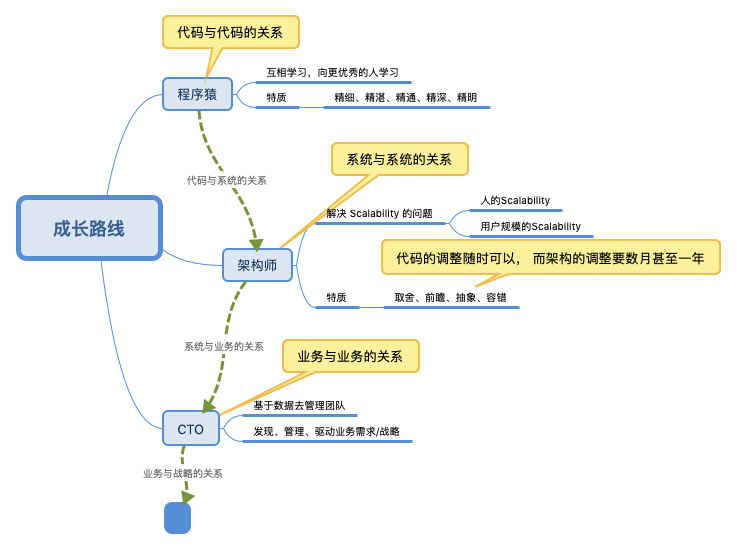 代码与代码的关系
程序猿
互相学习，向更优秀的人学习
特质
精细、精湛、精通、精深、精明
系统与系统的关系
代码与系统的关系
成长路线
解决 Scalability 的问题
人的Scalability
用户规模的Scalability
架构师
代码的调整随时可以， 而架构的调整要数月甚至一年
特质
取舍、前瞻、抽象、容错
系统与业务的关系
业务与业务的关系
CTO
基于数据去管理团队
发现、管理、驱动业务需求/战略
业务与战略的关系